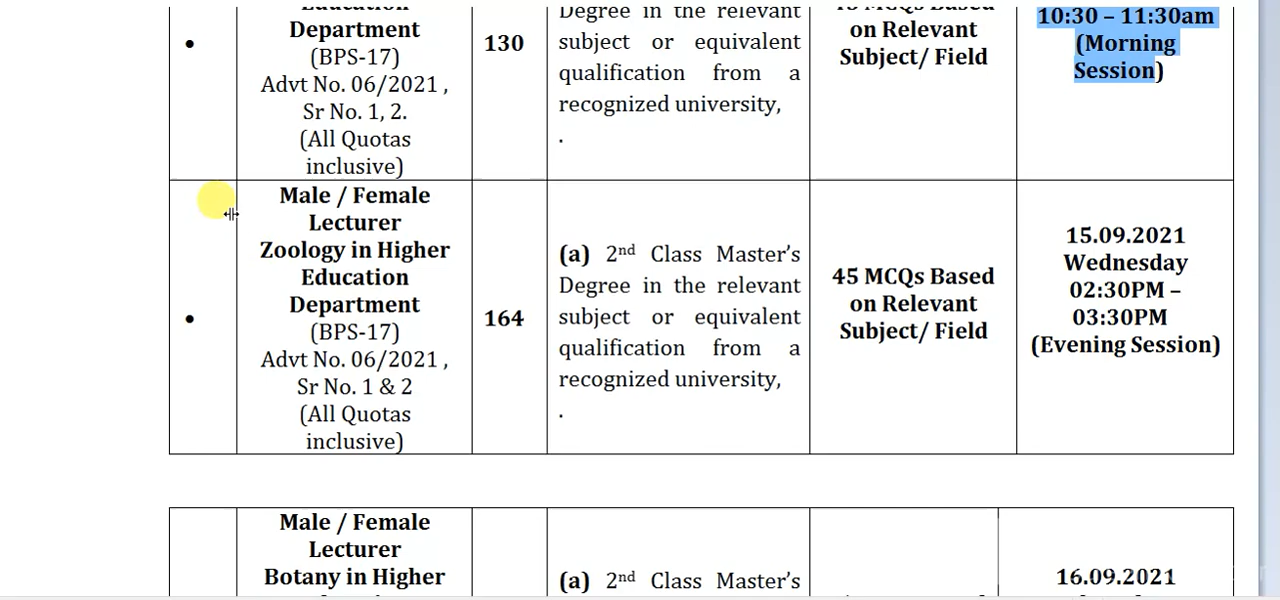 Education
Department
(BPS-17)
Advt No. 06/2021 ,
Sr No. 1, 2.
(All Quotas
inclusive)
130
Degree in the relevant
subject or equivalent
qualification from a
recognized university,
.
45 MCQs Based
on Relevant
Subject/ Field
10:30 – 11:30am
(Morning
Session)
Male / Female
Lecturer
Zoology in Higher
Education
Department
(BPS-17)
Advt No. 06/2021 ,
Sr No. 1 & 2
(All Quotas
inclusive)
164
(a) 2nd Class Master's
Degree in the relevant
subject or equivalent
qualification from a
recognized university,
.
45 MCQs Based
on Relevant
Subject/ Field
15.09.2021
Wednesday
02:30PM –
03:30PM
(Evening Session)
Male / Female
Lecturer
Botany in Higher
(a) 2nd Class Master's
16.09.2021